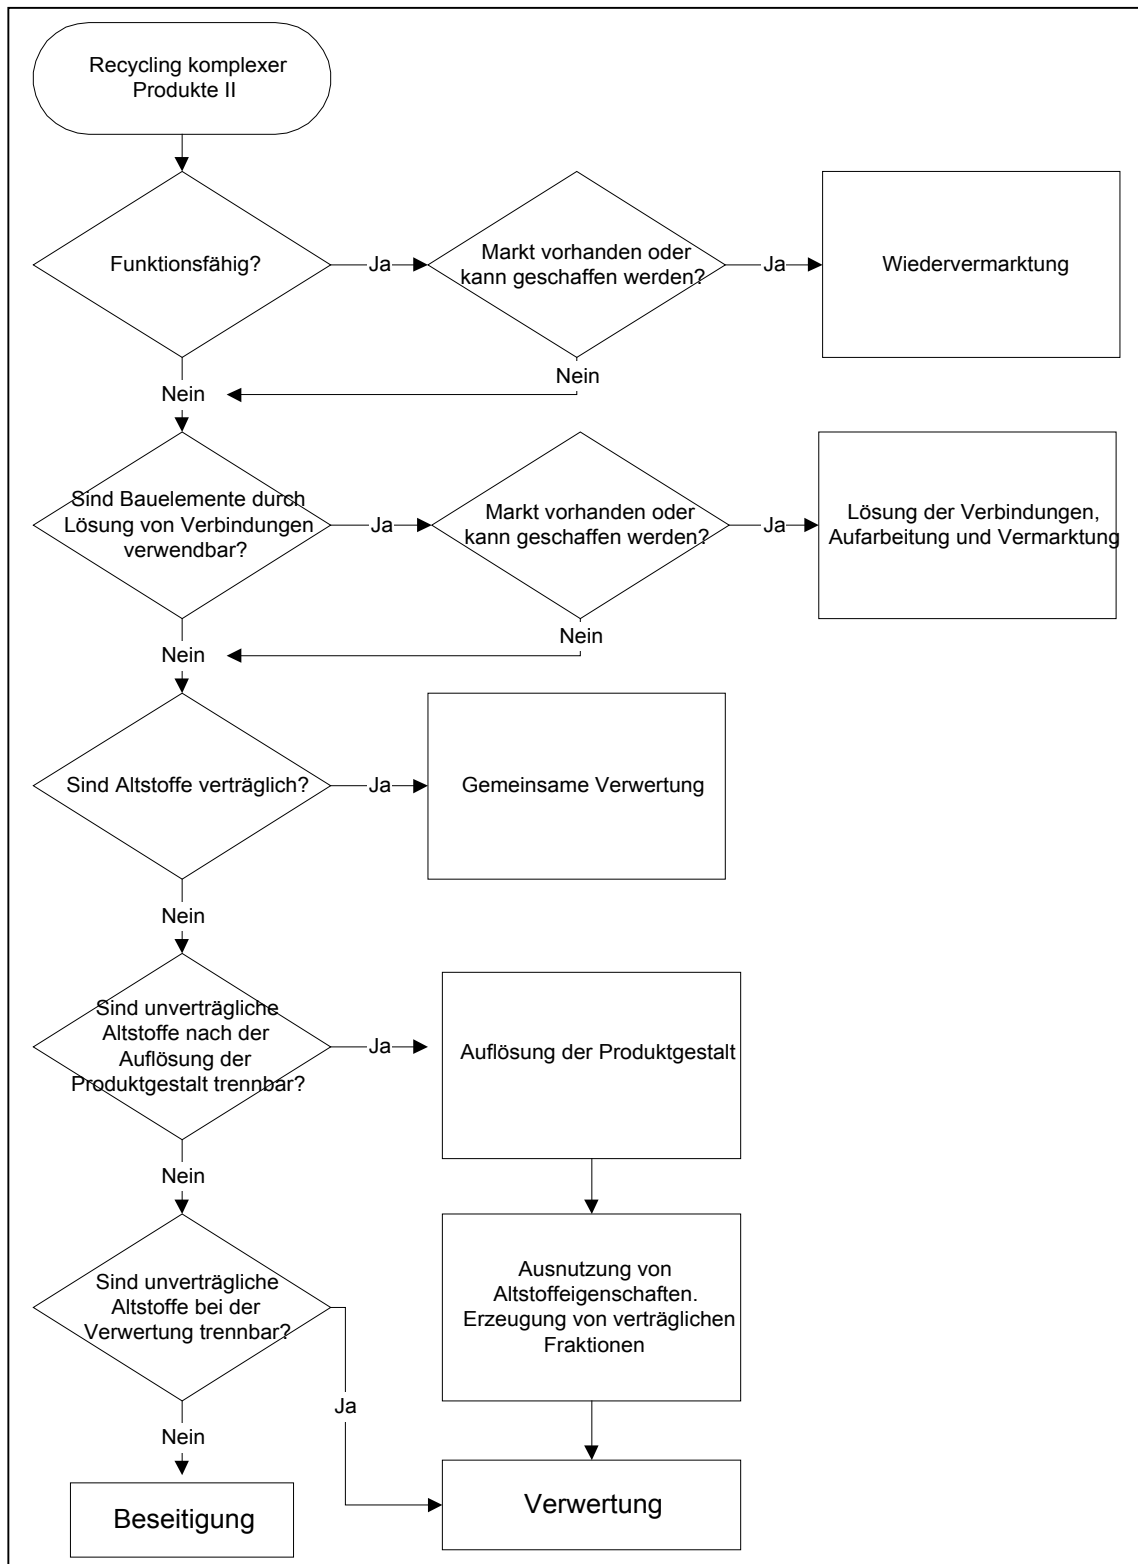 Recycling komplexer
Produkte II
Funktionsfähig?
Ja
Markt vorhanden oder
kann geschaffen werden?
Ja
Wiedervermarktung
Nein
Nein
Sind Bauelemente durch
Lösung von Verbindungen
verwendbar?
Ja
Markt vorhanden oder
kann geschaffen werden?
Ja
Lösung der Verbindungen,
Aufarbeitung und Vermarktung
Nein
Nein
Sind Altstoffe verträglich?
Ja
Gemeinsame Verwertung
Nein
Sind unverträgliche
Altstoffe nach der
Auflösung der
Produktgestalt trennbar?
Ja
Auflösung der Produktgestalt
Nein
Sind unverträgliche
Altstoffe bei der
Verwertung trennbar?
Ausnutzung von
Altstoffeigenschaften.
Erzeugung von verträglichen
Fraktionen
Ja
Nein
Beseitigung
Verwertung